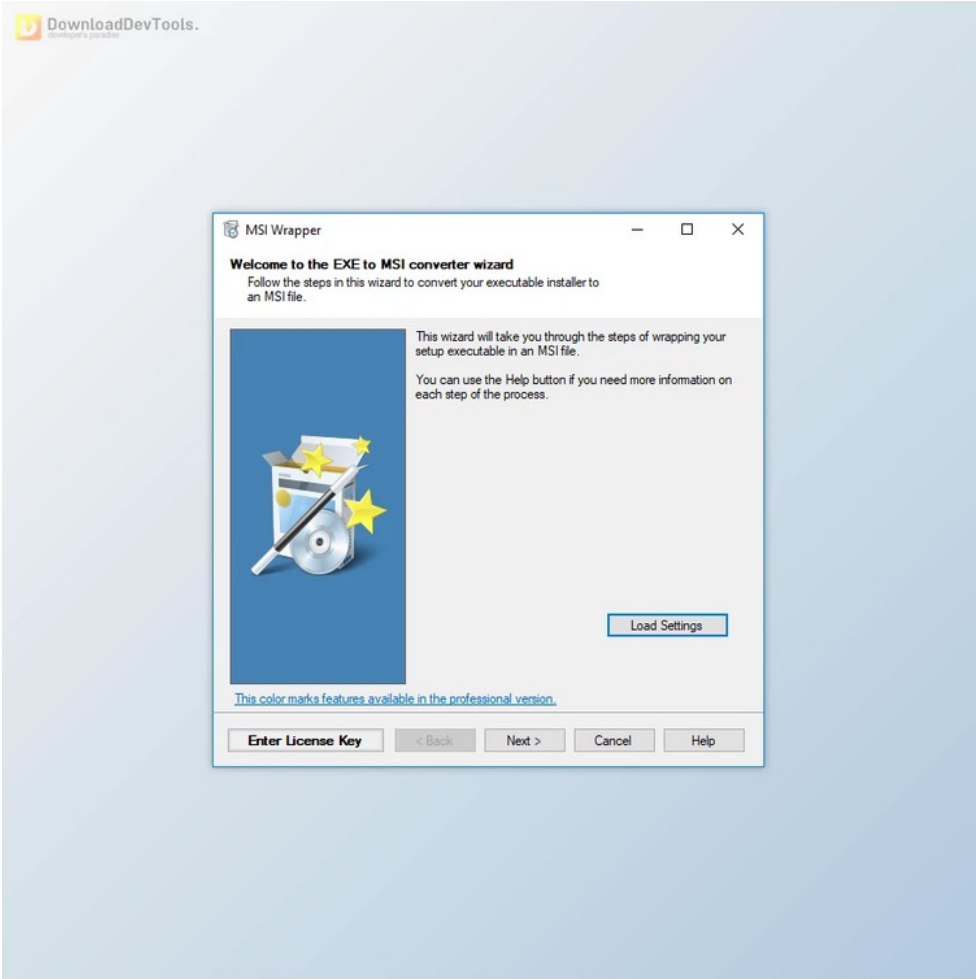 DownloadDevTools.
developer's paradise
MSI Wrapper
Welcome to the EXE to MSI converter wizard
Follow the steps in this wizard to convert your executable installer to
an MSI file.
This wizard will take you through the steps of wrapping your
setup executable in an MSI file.
You can use the Help button if you need more information on
each step of the process.
Load Settings
This color marks features available in the professional version.
Enter License Key
< Back
Next >
Cancel
Help